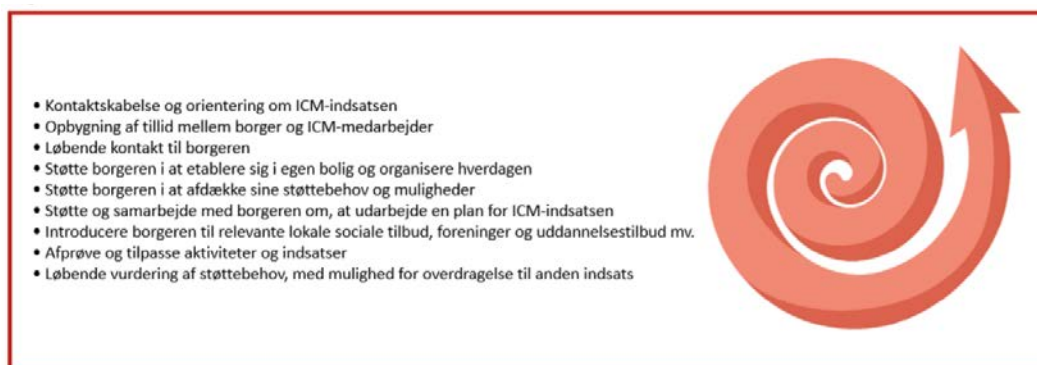 • Kontaktskabelse og orientering om ICM-indsatsen
• Opbygning af tillid mellem borger og ICM-medarbejder
• Løbende kontakt til borgeren
• Støtte borgeren i at etablere sig i egen bolig og organisere hverdagen
• Støtte borgeren i at afdække sine støttebehov og muligheder
• Støtte og samarbejde med borgeren om, at udarbejde en plan for ICM-indsatsen
• Introducere borgeren til relevante lokale sociale tilbud, foreninger og uddannelsestilbud mv.
• Afprøve og tilpasse aktiviteter og indsatser
• Løbende vurdering af støttebehov, med mulighed for overdragelse til anden indsats